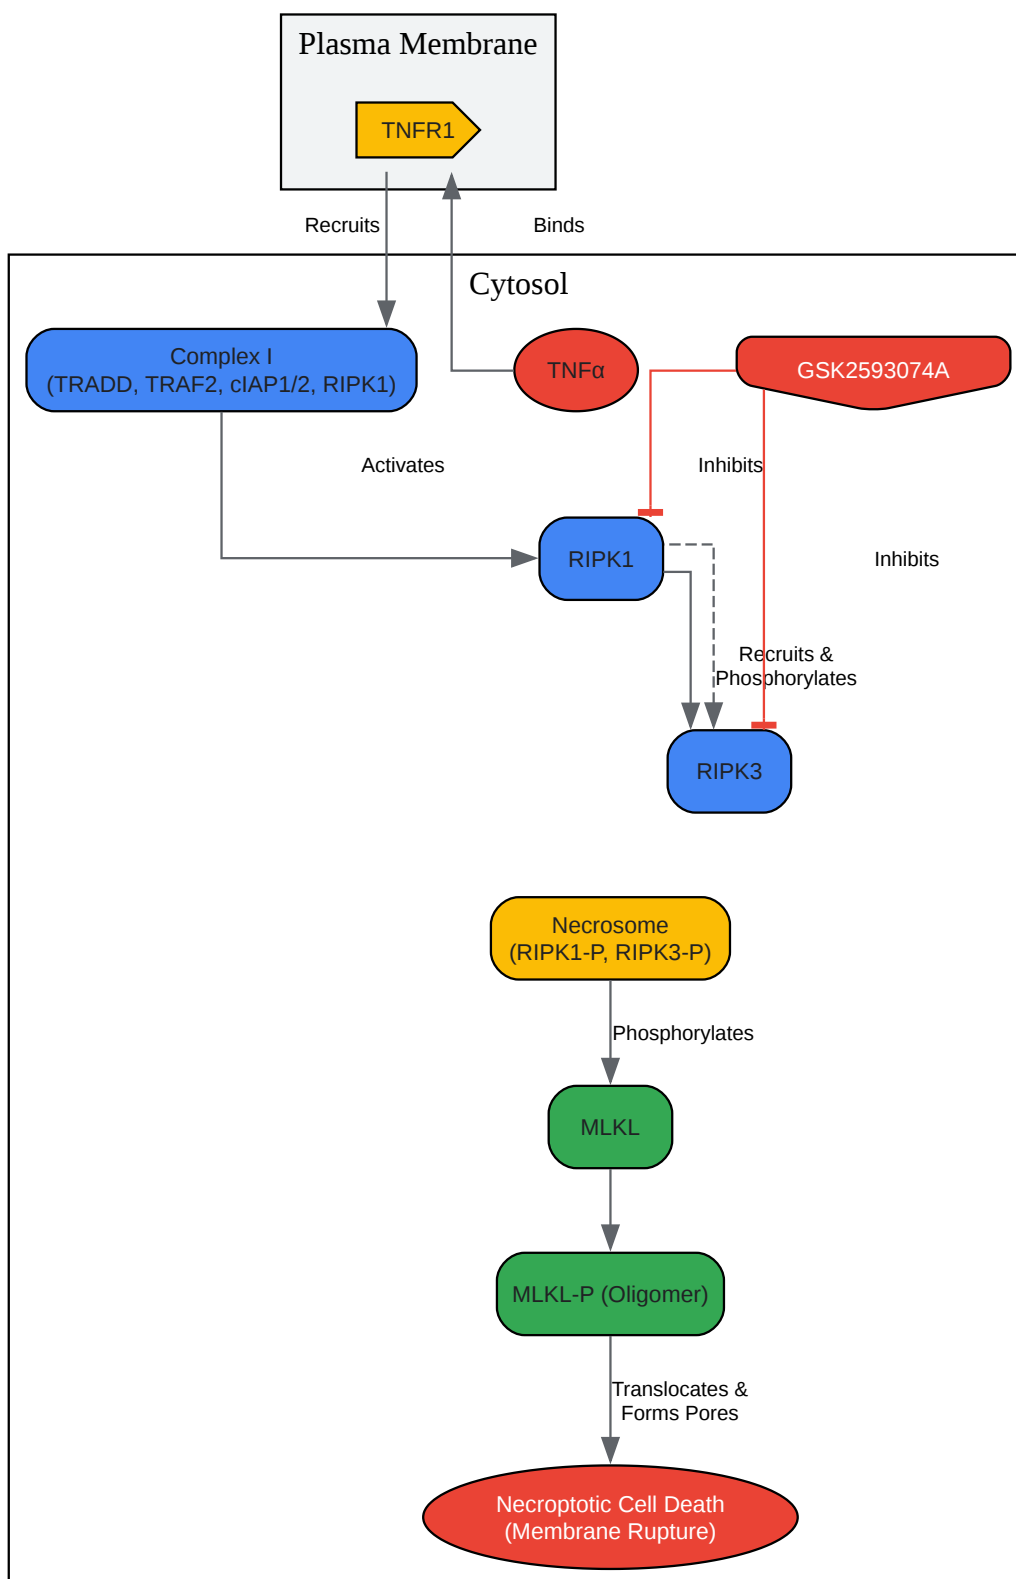 Plasma Membrane
TNFR1
Recruits
Binds
Cytosol
Complex I
(TRADD, TRAF2, cIAP1/2, RIPK1)
TNFα
GSK2593074A
Activates
Inhibits
RIPK1
Inhibits
Recruits &
Phosphorylates
RIPK3
Necrosome
(RIPK1-P, RIPK3-P)
Phosphorylates
MLKL
MLKL-P (Oligomer)
Translocates &
Forms Pores
Necroptotic Cell Death
(Membrane Rupture)